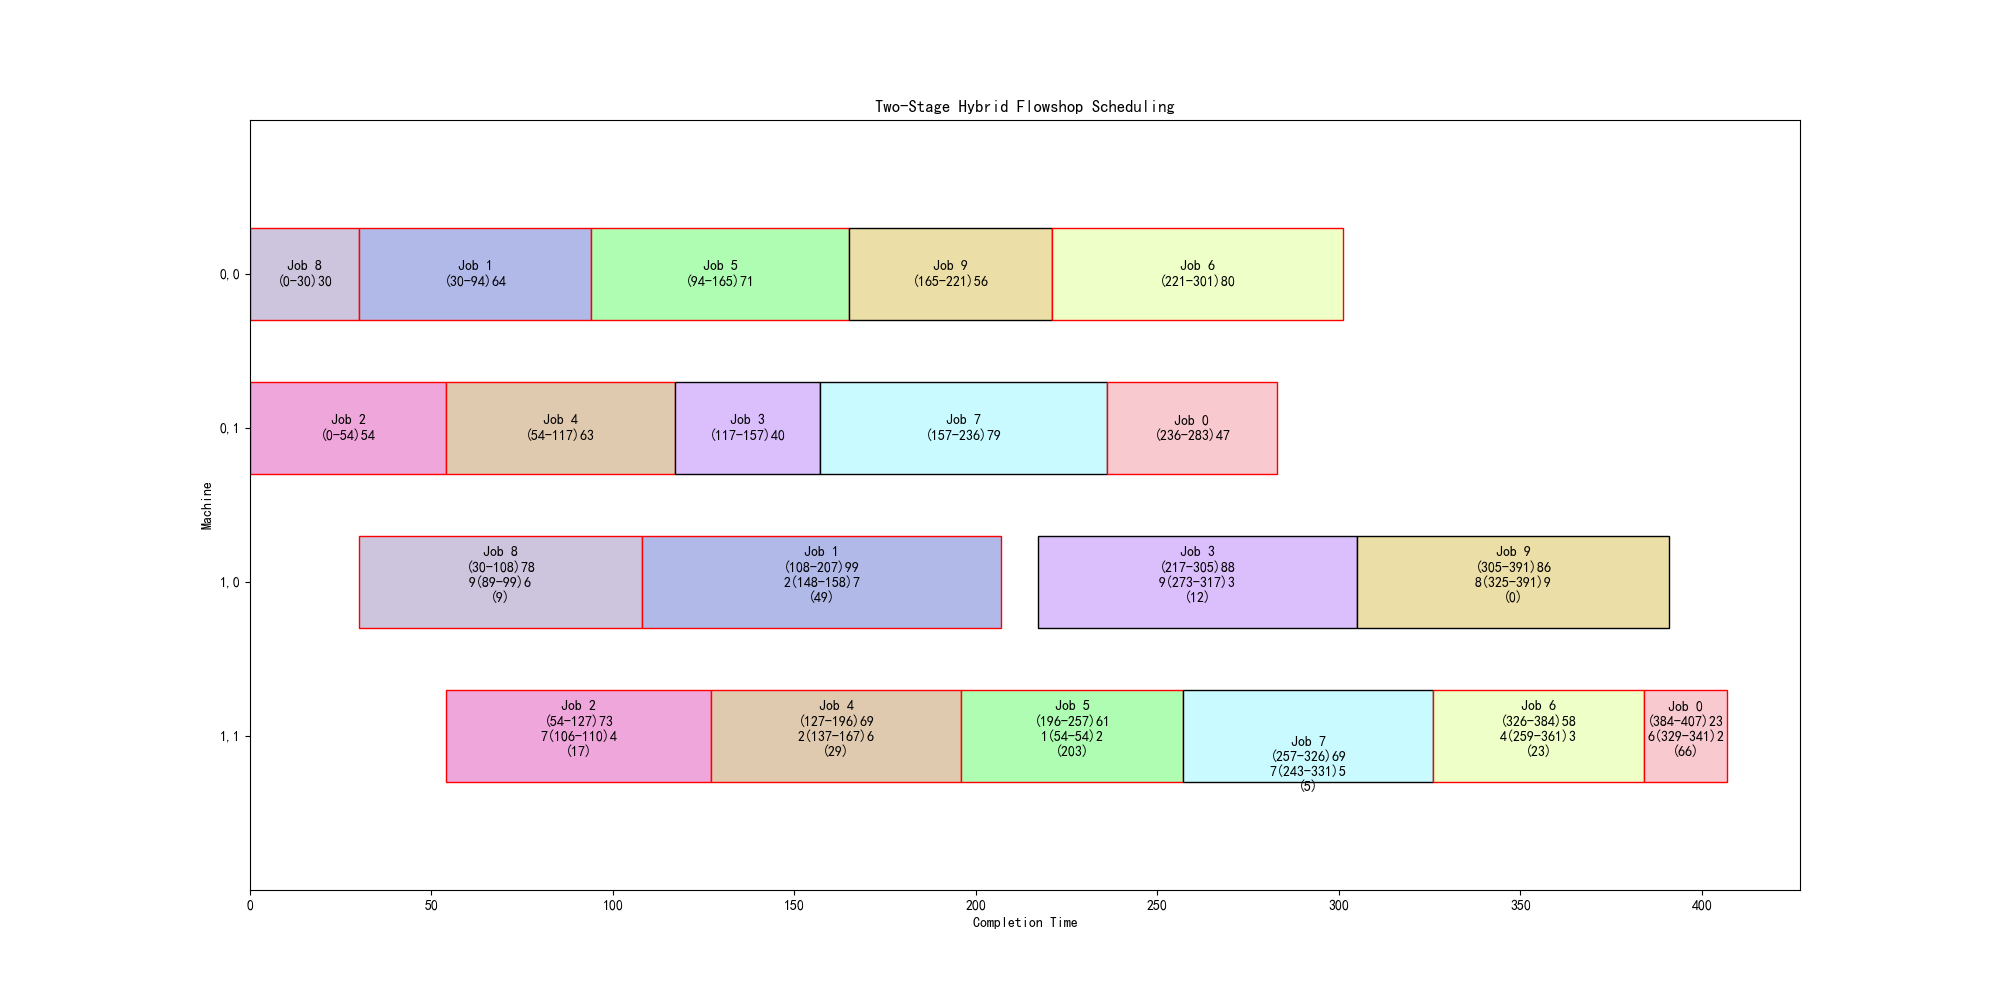 Two-Stage Hybrid Flowshop Scheduling
0,0
Job 8
(0-30)30
Job 1
(30-94)64
Job 5
(94-165)71
Job 9
(165-221)56
Job 6
(221-301)80
0,1
Job 2
(0-54)54
Job 4
(54-117)63
Job 3
(117-157)40
Job 7
(157-236)79
Job 0
(236-283)47
Machine
1,0
Job 8
(30-108)78
9(89-99)6
(9)
Job 1
(108-207)99
2(148-158)7
(49)
Job 3
(217-305)88
9(273-317)3
(12)
Job 9
(305-391)86
8(325-391)9
(0)
1,1
Job 2
(54-127)73
7(106-110)4
(17)
Job 4
(127-196)69
2(137-167)6
(29)
Job 5
(196-257)61
1(54-54)2
(203)
Job 7
(257-326)69
7(243-331)5
(5)
Job 6
(326-384)58
4(259-361)3
(23)
Job 0
(384-407)23
6(329-341)2
(66)
0
50
100
150
200
250
300
350
400
Completion Time